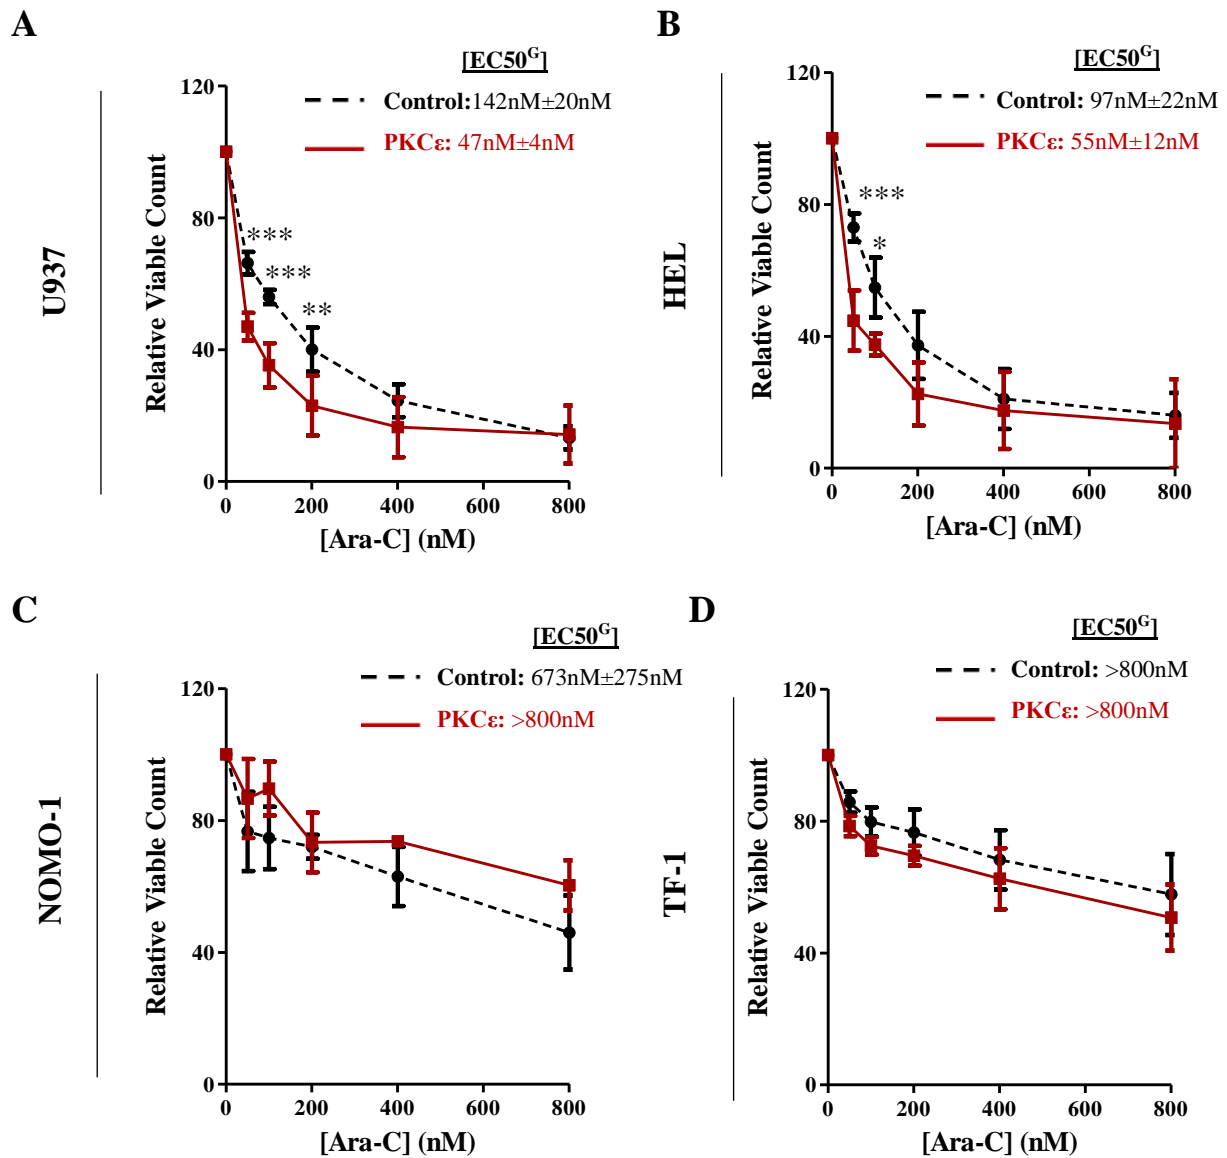 A
U937
[EC50ᴳ]
Control:142nM±20nM
PKCε: 47nM±4nM
Relative Viable Count
120
80
40
0
***
***
**
0 200 400 600 800
[Ara-C] (nM)
B
HEL
[EC50ᴳ]
Control: 97nM±22nM
PKCε: 55nM±12nM
Relative Viable Count
120
80
40
0
***
*
0 200 400 600 800
[Ara-C] (nM)
C
NOMO-1
[EC50ᴳ]
Control: 673nM±275nM
PKCε: >800nM
Relative Viable Count
120
80
40
0
0 200 400 600 800
[Ara-C] (nM)
D
TF-1
[EC50ᴳ]
Control: >800nM
PKCε: >800nM
Relative Viable Count
120
80
40
0
0 200 400 600 800
[Ara-C] (nM)